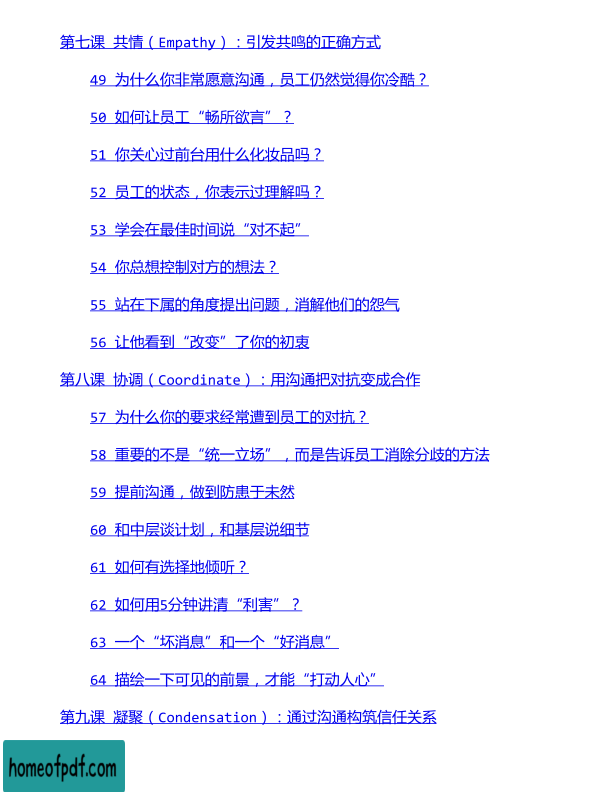 第七课 共情（Empathy）：引发共鸣的正确方式
49 为什么你非常愿意沟通，员工仍然觉得你冷酷？
50 如何让员工“畅所欲言”？
51 你关心过前台用什么化妆品吗？
52 员工的状态，你表示过理解吗？
53 学会在最佳时间说“对不起”
54 你总想控制对方的想法？
55 站在下属的角度提出问题，消解他们的怨气
56 让他看到“改变”了你的初衷
第八课 协调（Coordinate）：用沟通把对抗变成合作
57 为什么你的要求经常遭到员工的对抗？
58 重要的不是“统一立场”，而是告诉员工消除分歧的方法
59 提前沟通，做到防患于未然
60 和中层谈计划，和基层说细节
61 如何有选择地倾听？
62 如何用5分钟讲清“利害”？
63 一个“坏消息”和一个“好消息”
64 描绘一下可见的前景，才能“打动人心”
第九课 凝聚（Condensation）：通过沟通构筑信任关系
homeofpdf.com